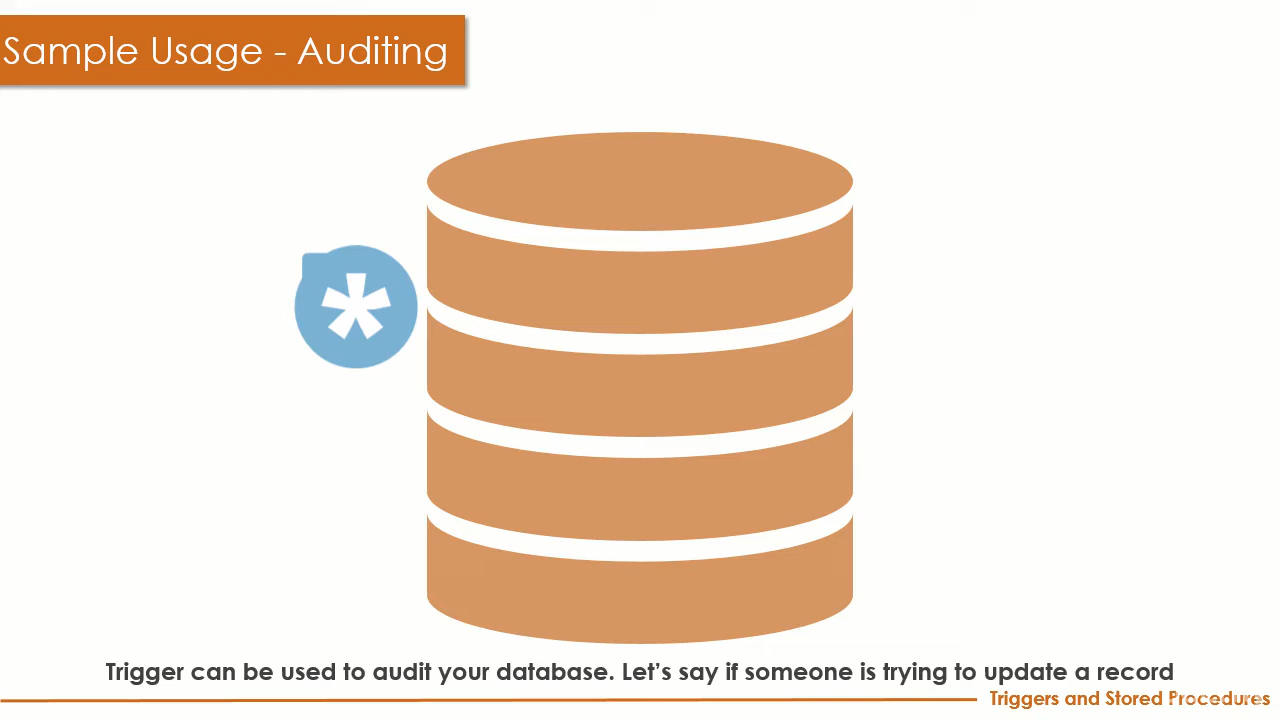 Sample Usage - Auditing
Trigger can be used to audit your database. Let's say if someone is trying to update a record
Triggers and Stored Procedures